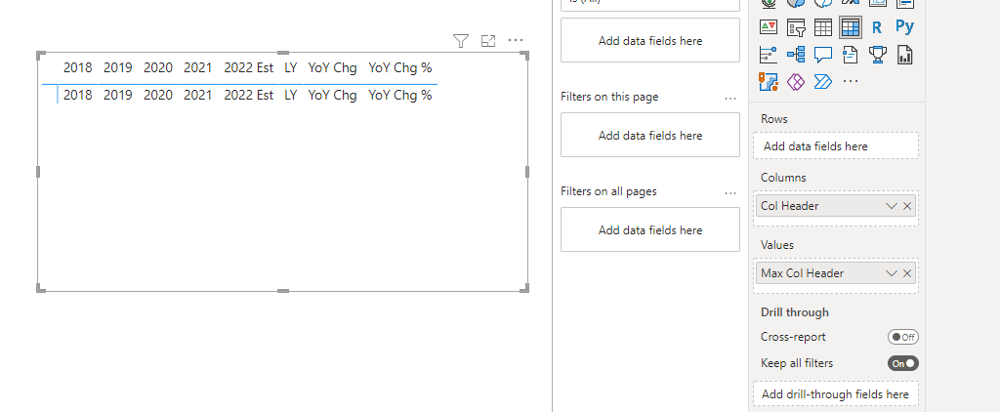 2018 2019 2020 2021 2022 Est LY YoY Chg YoY Chg %
2018 2019 2020 2021 2022 Est LY YoY Chg YoY Chg %
Add data fields here
Filters on this page ...
Add data fields here
Filters on all pages ...
Add data fields here
123
R Py
...
Rows
Add data fields here
Columns
Col Header
Values
Max Col Header
Drill through
Cross-report Off
Keep all filters On
Add drill-through fields here